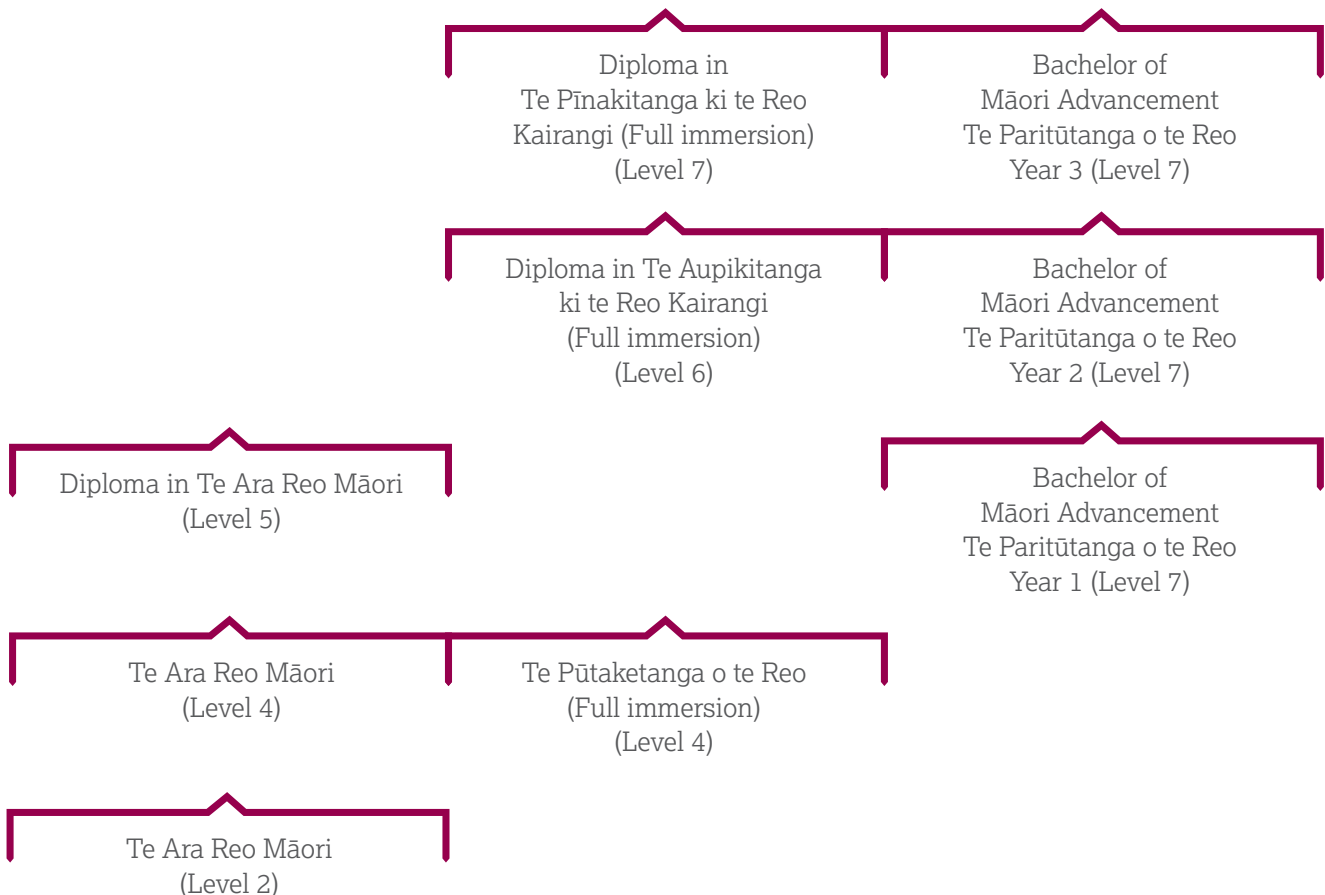 Diploma in
Te Pīnakitanga ki te Reo
Kairangi (Full immersion)
(Level 7)
Bachelor of
Māori Advancement
Te Paritūtanga o te Reo
Year 3 (Level 7)
Diploma in Te Aupikitanga
ki te Reo Kairangi
(Full immersion)
(Level 6)
Bachelor of
Māori Advancement
Te Paritūtanga o te Reo
Year 2 (Level 7)
Diploma in Te Ara Reo Māori
(Level 5)
Bachelor of
Māori Advancement
Te Paritūtanga o te Reo
Year 1 (Level 7)
Te Ara Reo Māori
(Level 4)
Te Pūtaketanga o te Reo
(Full immersion)
(Level 4)
Te Ara Reo Māori
(Level 2)